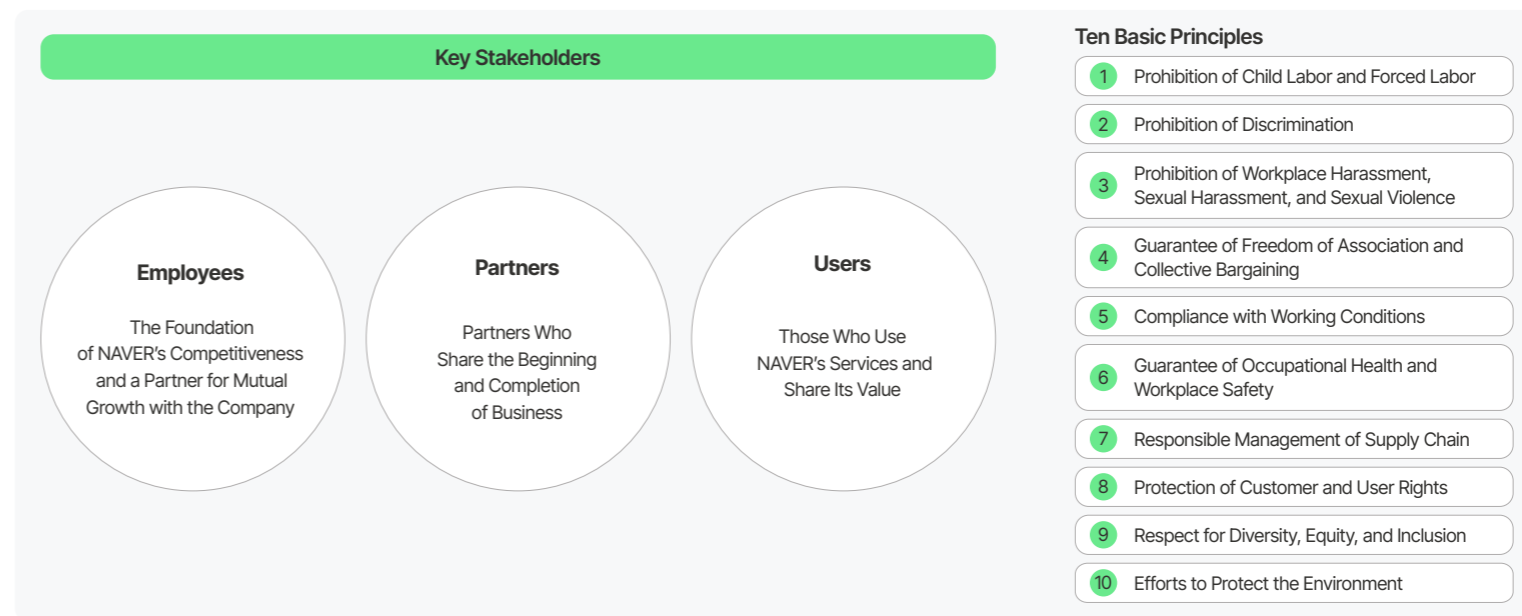 Key Stakeholders
Employees
The Foundation
of NAVER's Competitiveness
and a Partner for Mutual
Growth with the Company
Partners
Partners Who
Share the Beginning
and Completion
of Business
Users
Those Who Use
NAVER's Services and
Share Its Value
Ten Basic Principles
1 Prohibition of Child Labor and Forced Labor
2 Prohibition of Discrimination
3 Prohibition of Workplace Harassment,
Sexual Harassment, and Sexual Violence
4 Guarantee of Freedom of Association and
Collective Bargaining
5 Compliance with Working Conditions
6 Guarantee of Occupational Health and
Workplace Safety
7 Responsible Management of Supply Chain
8 Protection of Customer and User Rights
9 Respect for Diversity, Equity, and Inclusion
10 Efforts to Protect the Environment